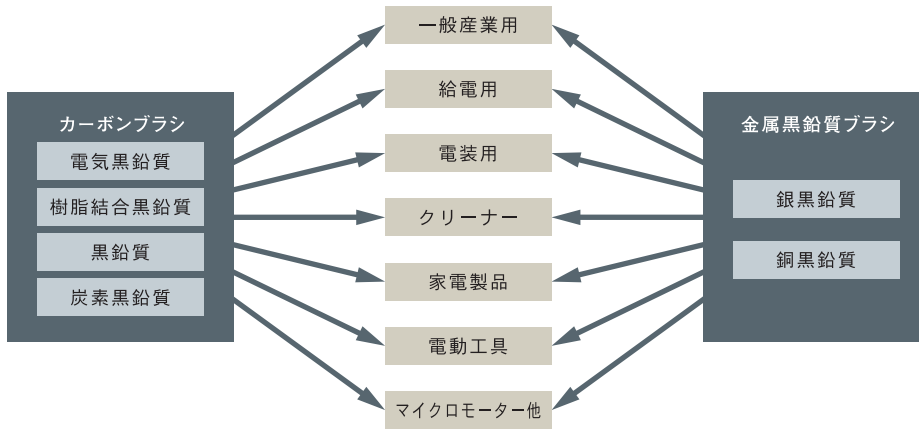 カーボンブラシ
電気黒鉛質
樹脂結合黒鉛質
黒鉛質
炭素黒鉛質
一般産業用
給電用
電装用
クリーナー
家電製品
電動工具
マイクロモーター他
金属黒鉛質ブラシ
銀黒鉛質
銅黒鉛質